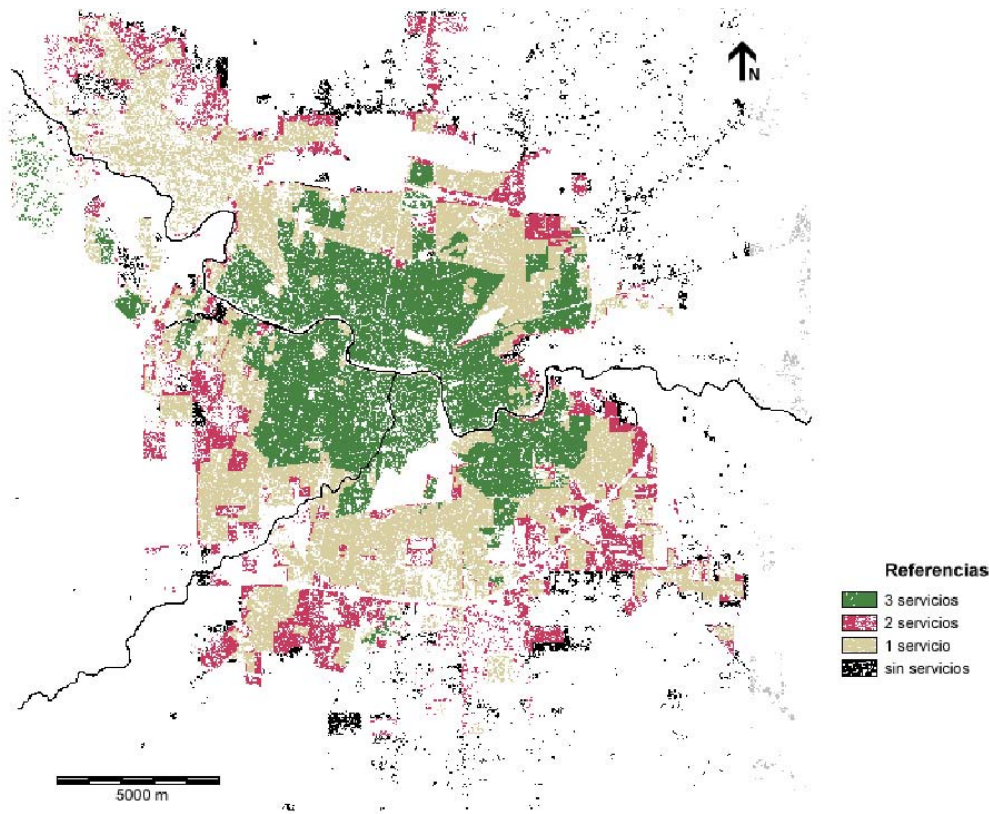 N
Referencias
3 servicios
2 servicios
1 servicio
sin servicios
5000 m